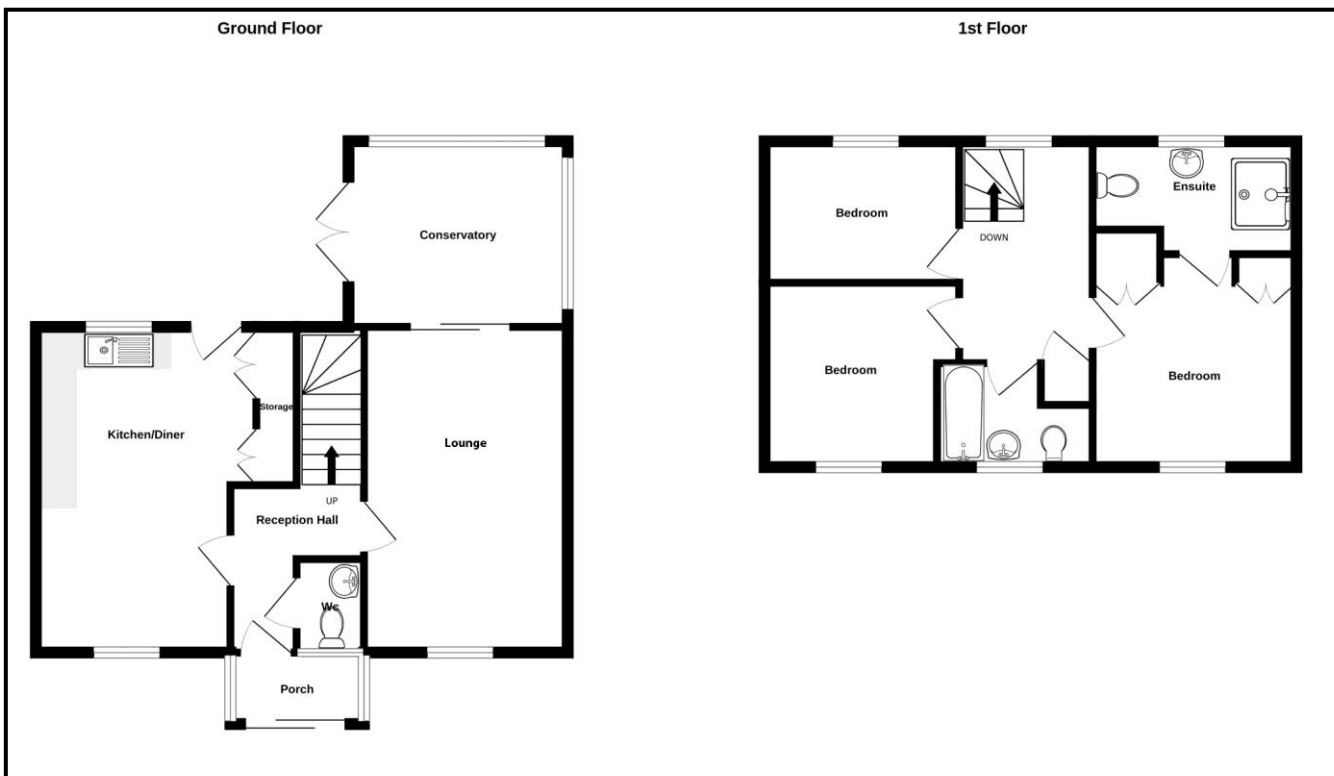 Ground Floor
Conservatory
Storage
Kitchen/Diner
Lounge
UP
Reception Hall
Wc
Porch
1st Floor
Ensuite
Bedroom
DOWN
Bedroom
Bedroom